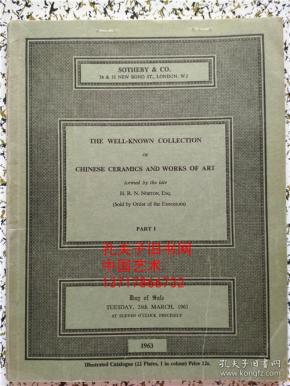 SOTHEBY & CO.
34 & 35 NEW BOND ST., LONDON, W.1
THE WELL-KNOWN COLLECTION
OF
CHINESE CERAMICS AND WORKS OF ART
formed by the late
H. R. N. NORTON, ESQ.
(Sold by Order of the Executors)
PART I
孔夫子旧书网
中国艺术
13717866732
Day of Sale
TUESDAY, 26th MARCH, 1963
AT ELEVEN O'CLOCK PRECISELY
1963
Illustrated Catalogue (22 Plates, 1 in colour) Price 12s.